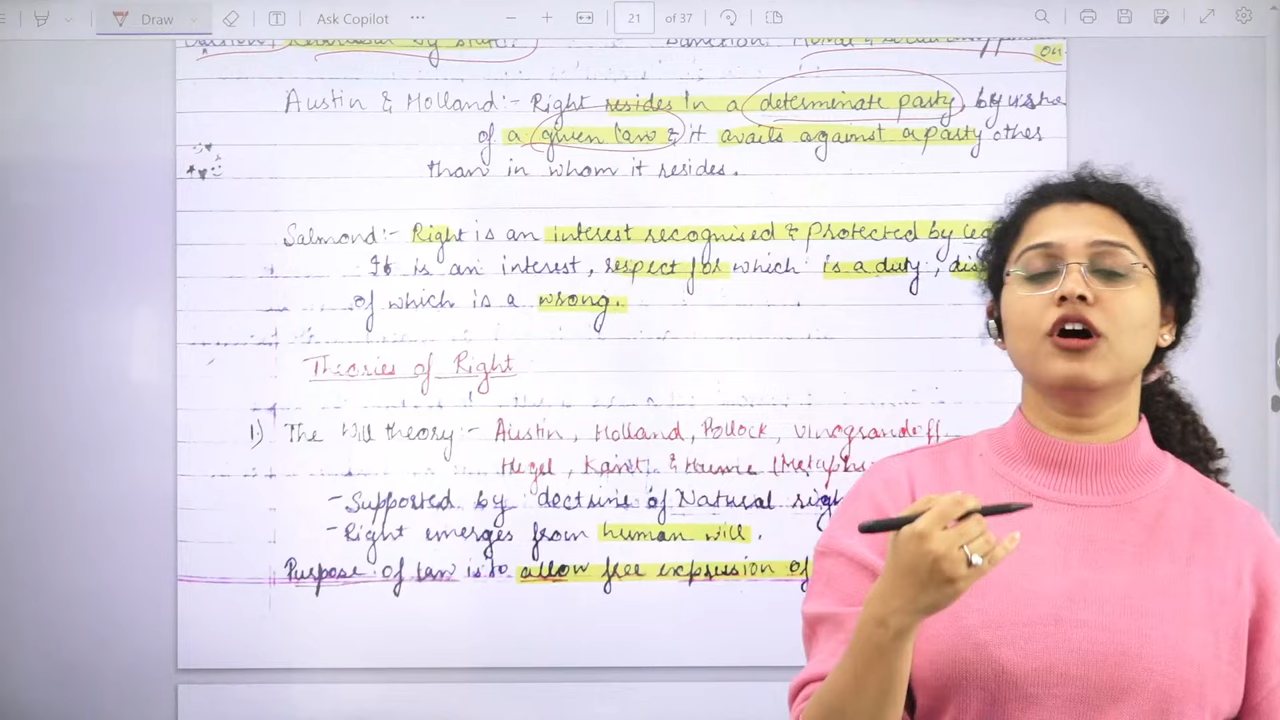 Draw
Ask Copilot
21 of 37
on
Austin & Holland:- Right resides in a determinate party, by
of a given law & it avails against a party other
than in whom it resides.
Salmond:- Right is an interest recognised & protected by
It is an interest, respect for which is a duty,
of which is a wrong.
Theories of Right
1) The Will theory:- Austin, Holland, Pollock,
Hegel, Kant & Hume
- Supported by doctrine of Natural
- Right emerges from human will.
Purpose of law is to allow free expression of